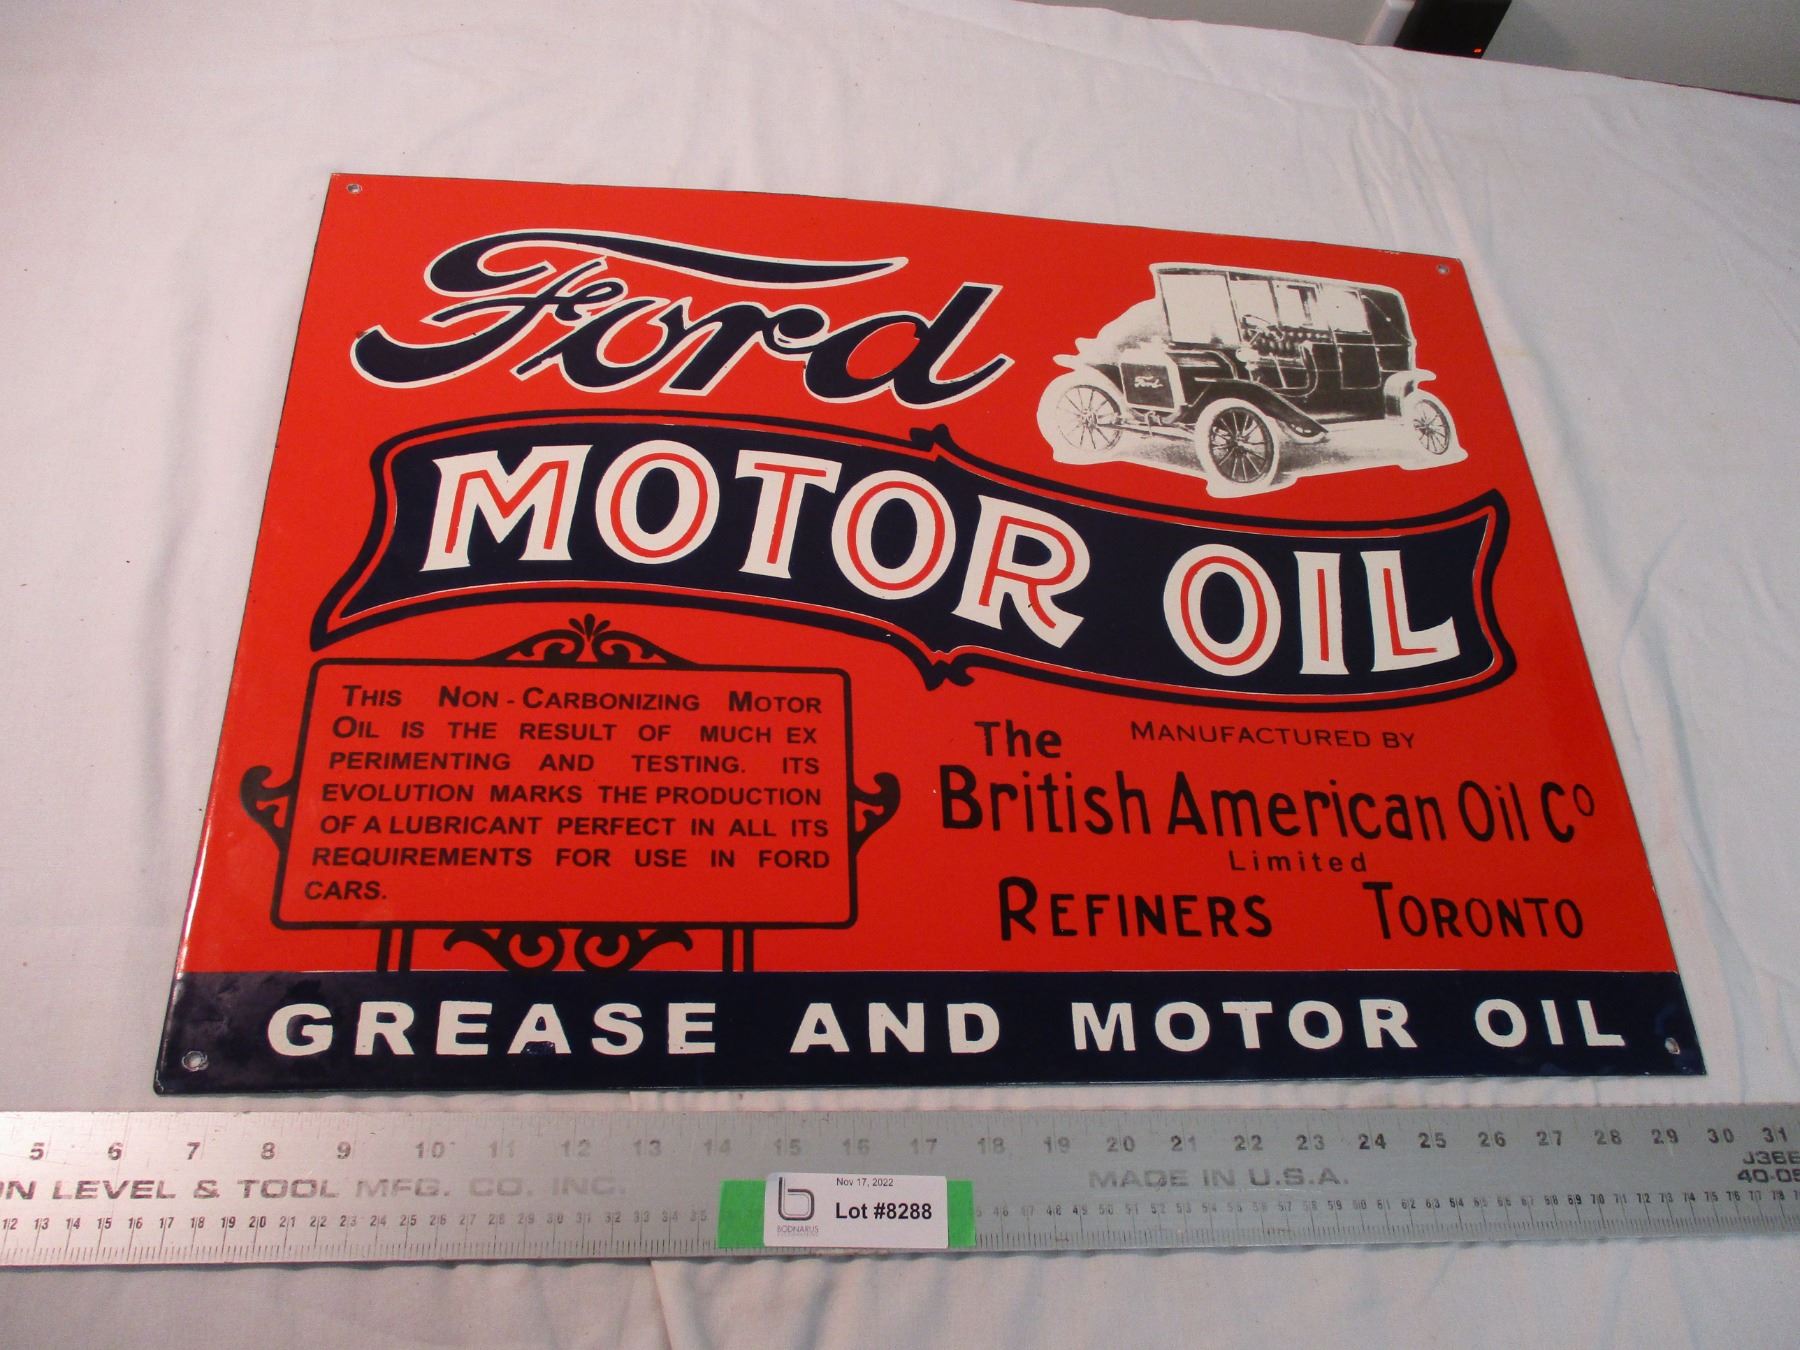 Ford
Ford
MOTOR OIL
THIS NON-CARBONIZING MOTOR
OIL IS THE RESULT OF MUCH EX
PERIMENTING AND TESTING. ITS
EVOLUTION MARKS THE PRODUCTION
OF A LUBRICANT PERFECT IN ALL ITS
REQUIREMENTS FOR USE IN FORD
CARS.
MANUFACTURED BY
The
British American Oil Co
Limited
REFINERS TORONTO
GREASE AND MOTOR OIL
5 6 7 8 9 10 11 12 13 14 15 16 17 18 19 20 21 22 23 24 25 26 27 28 29 30 31
ON LEVEL & TOOL MFG. CO. INC. MADE IN U.S.A.
Nov 17, 2022
Lot #8288
BODNARUS